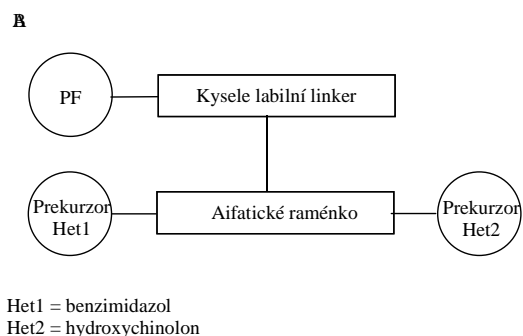 PF
Kysele labilní linker
Prekurzor
Het1
Aifatické raménko
Prekurzor
Het2
Het1 = benzimidazol
Het2 = hydroxychinolon